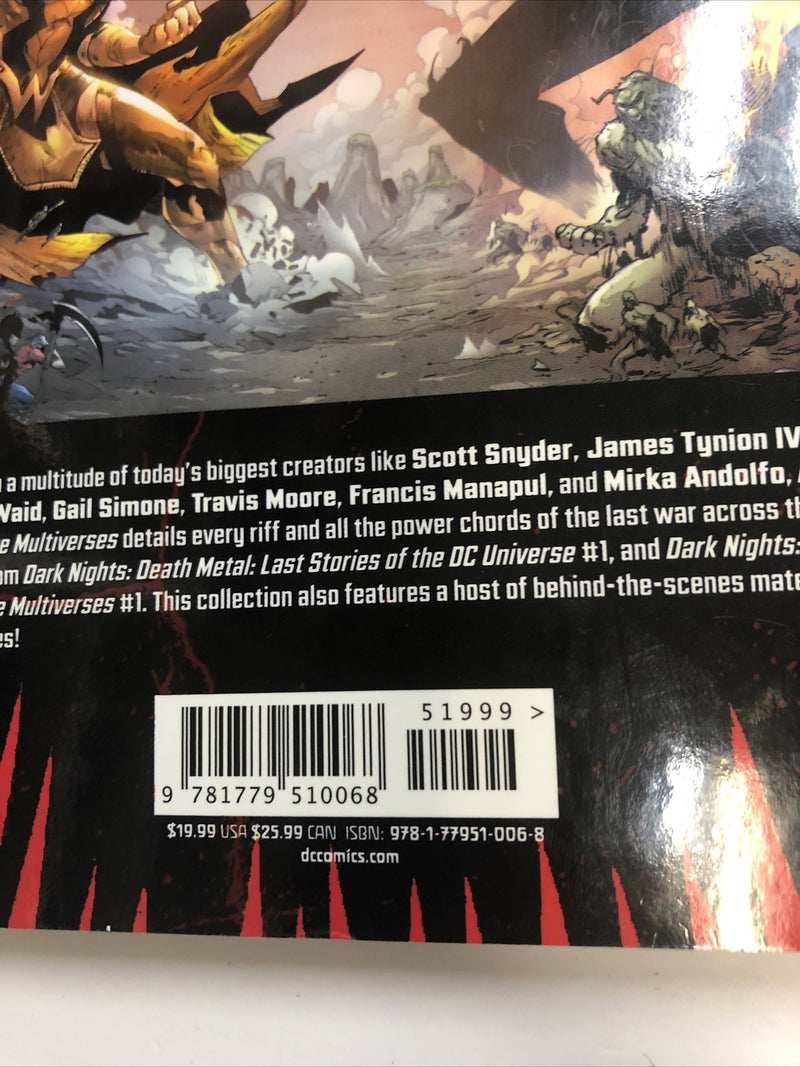 a multitude of today's biggest creators like Scott Snyder, James Tynion IV
Waid, Gail Simone, Travis Moore, Francis Manapul, and Mirka Andolfo,
Multiverses details every riff and all the power chords of the last war across
Dark Nights: Death Metal: Last Stories of the DC Universe #1, and Dark Nights:
Multiverses #1. This collection also features a host of behind-the-scenes
51999 >
9 781779 510068
$19.99 USA $25.99 CAN ISBN: 978-1-77951-006-8
dccomics.com